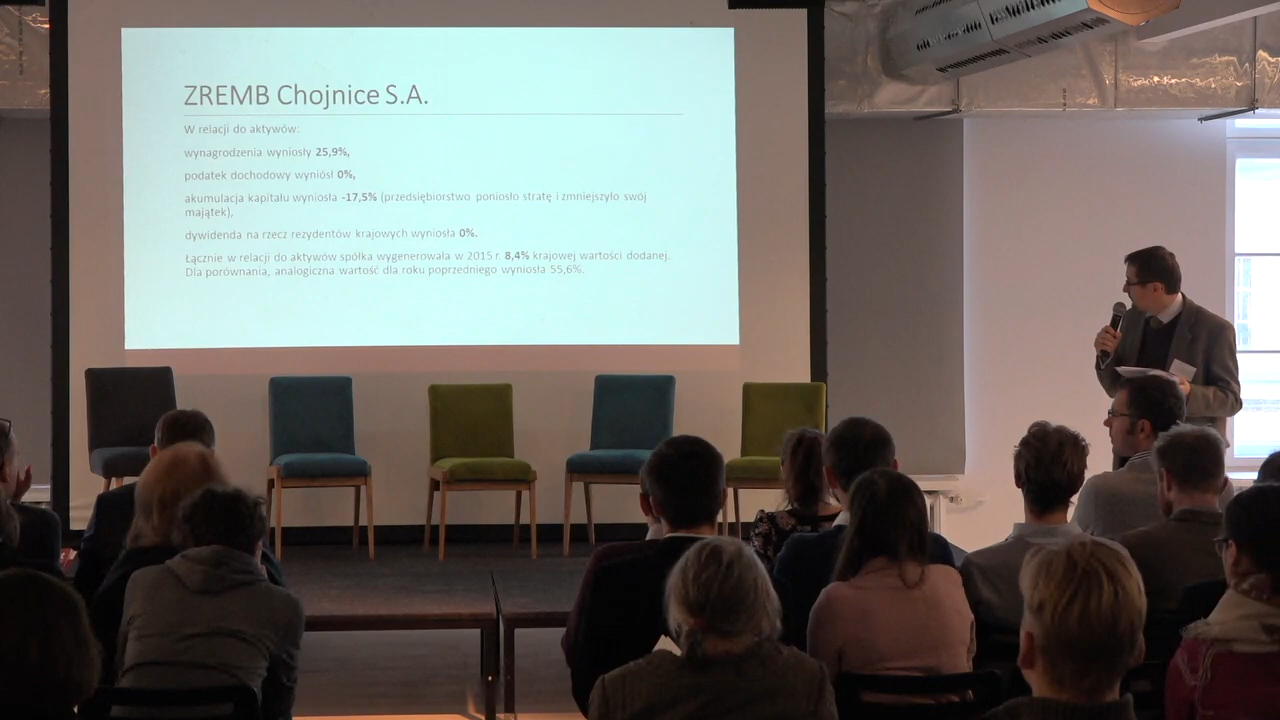 ZREMB Chojnice S.A.
W relacji do aktywów:
wynagrodzenia wyniosły 25,9%,
podatek dochodowy wyniósł 0%,
akumulacja kapitału wyniosła -17,5% (przedsiębiorstwo poniosło stratę i zmniejszyło swój
majątek),
dywidenda na rzecz rezydentów krajowych wyniosła 0%.
Łącznie w relacji do aktywów spółka wygenerowała w 2015 r. 8,4% krajowej wartości dodanej.
Dla porównania, analogiczna wartość dla roku poprzedniego wyniosła 55,6%.